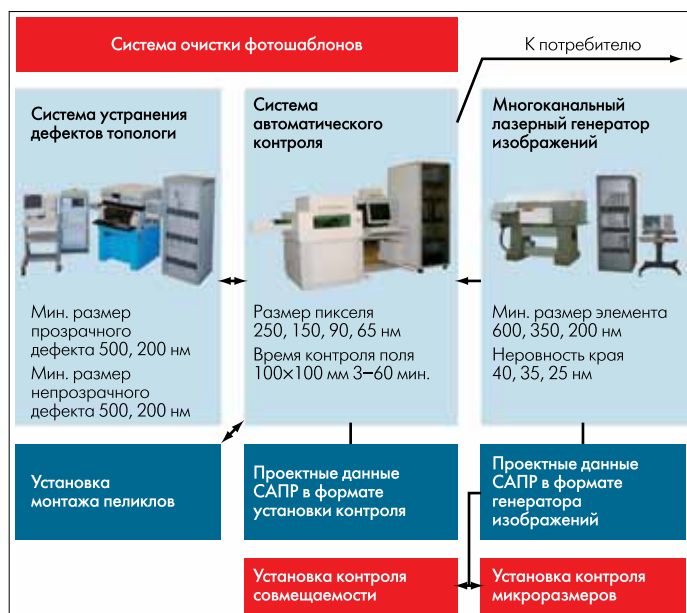 Система очистки фотошаблонов
К потребителю
Система устранения
дефектов топологи
Система
автоматического
контроля
Многоканальный
лазерный генератор
изображений
Мин. размер
прозрачного
дефекта 500, 200 нм
Мин. размер
непрозрачного
дефекта 500, 200 нм
Размер пикселя
250, 150, 90, 65 нм
Время контроля поля
100×100 мм 3–60 мин.
Мин. размер элемента
600, 350, 200 нм
Неровность края
40, 35, 25 нм
Установка
монтажа пеликлов
Проектные данные
САПР в формате
установки контроля
Проектные данные
САПР в формате
генератора
изображений
Установка контроля
совмещаемости
Установка контроля
микроразмеров